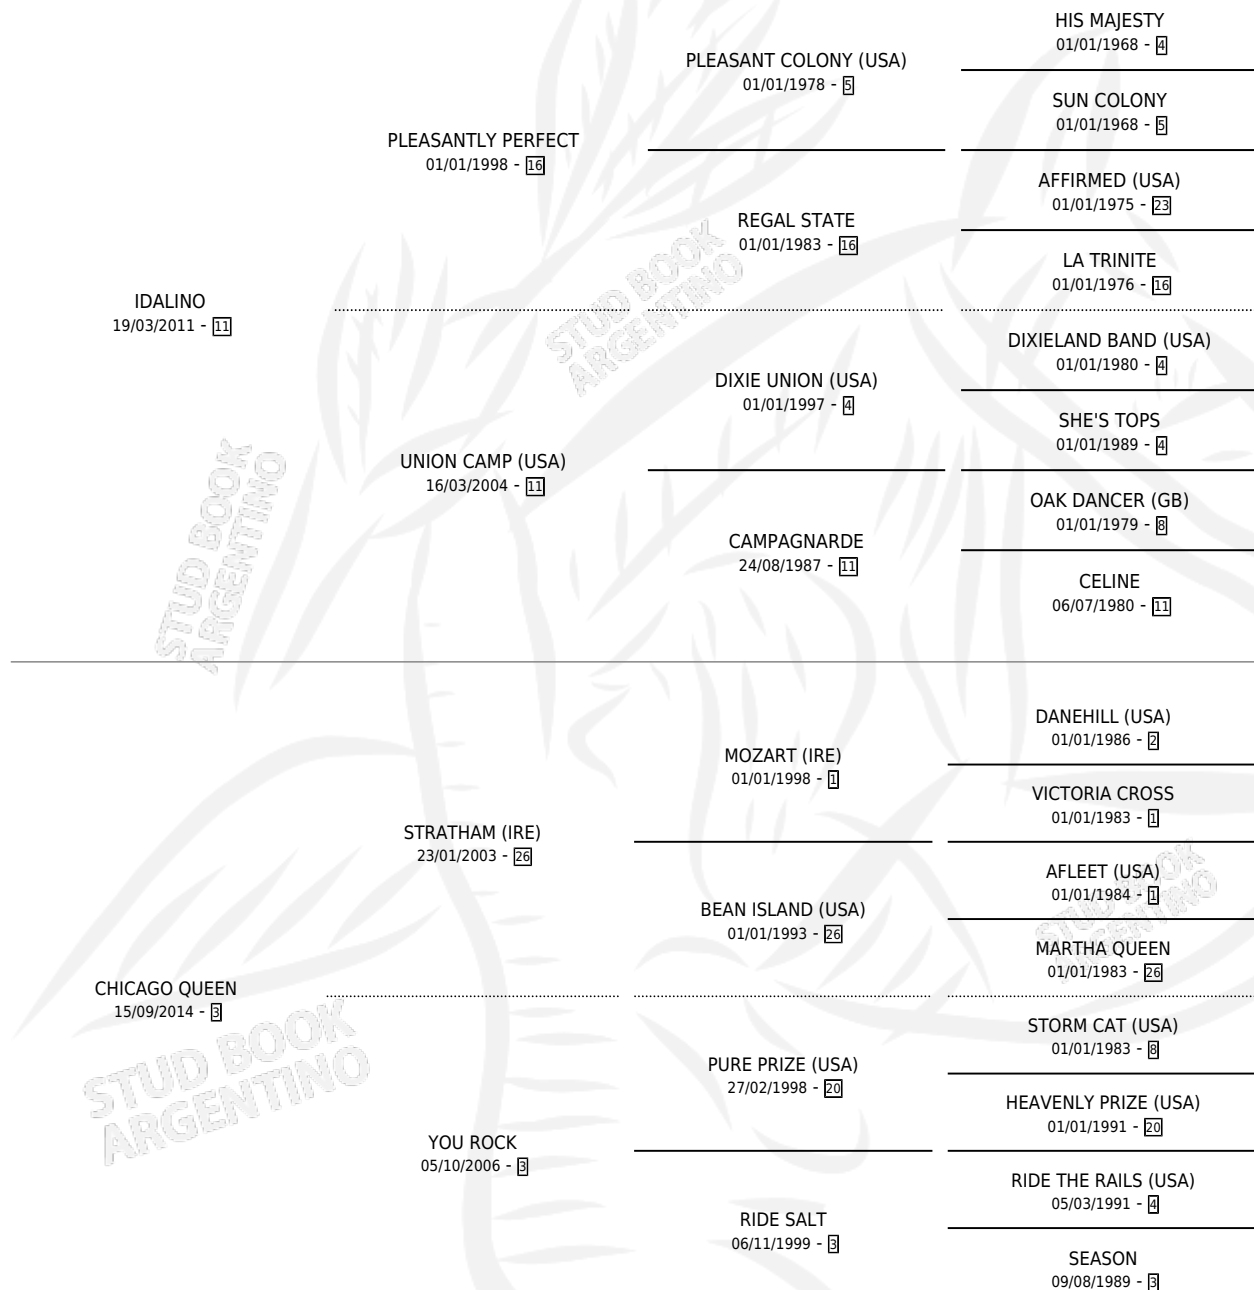 HIS MAJESTY
01/01/1968 - 4
PLEASANT COLONY (USA)
01/01/1978 - 5
SUN COLONY
01/01/1968 - 5
PLEASANTLY PERFECT
01/01/1998 - 16
AFFIRMED (USA)
01/01/1975 - 23
REGAL STATE
01/01/1983 - 16
LA TRINITE
01/01/1976 - 16
IDALINO
19/03/2011 - 11
DIXIELAND BAND (USA)
01/01/1980 - 4
DIXIE UNION (USA)
01/01/1997 - 4
SHE'S TOPS
01/01/1989 - 4
UNION CAMP (USA)
16/03/2004 - 11
OAK DANCER (GB)
01/01/1979 - 8
CAMPAGNARDE
24/08/1987 - 11
CELINE
06/07/1980 - 11
STUD BOOK
ARGENTINO
STUD BOOK
ARGENTINO
DANEHILL (USA)
01/01/1986 - 2
MOZART (IRE)
01/01/1998 - 1
VICTORIA CROSS
01/01/1983 - 1
STRATHAM (IRE)
23/01/2003 - 26
AFLEET (USA)
01/01/1984 - 1
BEAN ISLAND (USA)
01/01/1993 - 26
MARTHA QUEEN
01/01/1983 - 26
STUD BOOK
ARGENTINO
CHICAGO QUEEN
15/09/2014 - 3
STORM CAT (USA)
01/01/1983 - 8
PURE PRIZE (USA)
27/02/1998 - 20
HEAVENLY PRIZE (USA)
01/01/1991 - 20
YOU ROCK
05/10/2006 - 3
RIDE THE RAILS (USA)
05/03/1991 - 4
RIDE SALT
06/11/1999 - 3
SEASON
09/08/1989 - 3
STUD BOOK
ARGENTINO